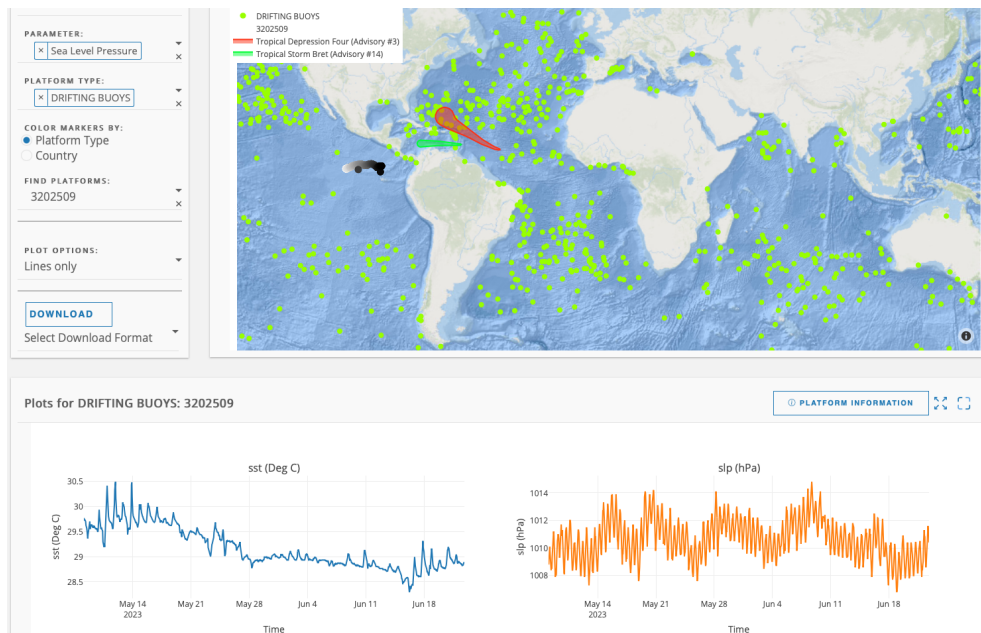 PARAMETER:
× Sea Level Pressure
×
PLATFORM TYPE:
× DRIFTING BUOYS
×
COLOR MARKERS BY:
Platform Type
Country
FIND PLATFORMS:
3202509
×
PLOT OPTIONS:
Lines only
DOWNLOAD
Select Download Format
DRIFTING BUOYS
3202509
Tropical Depression Four (Advisory #3)
Tropical Storm Bret (Advisory #14)
Plots for DRIFTING BUOYS: 3202509
PLATFORM INFORMATION
sst (Deg C)
sst (Deg C)
30.5
30
29.5
29
28.5
May 14
2023
May 21
May 28
Jun 4
Jun 11
Jun 18
Time
slp (hPa)
slp (hPa)
1014
1012
1010
1008
May 14
2023
May 21
May 28
Jun 4
Jun 11
Jun 18
Time